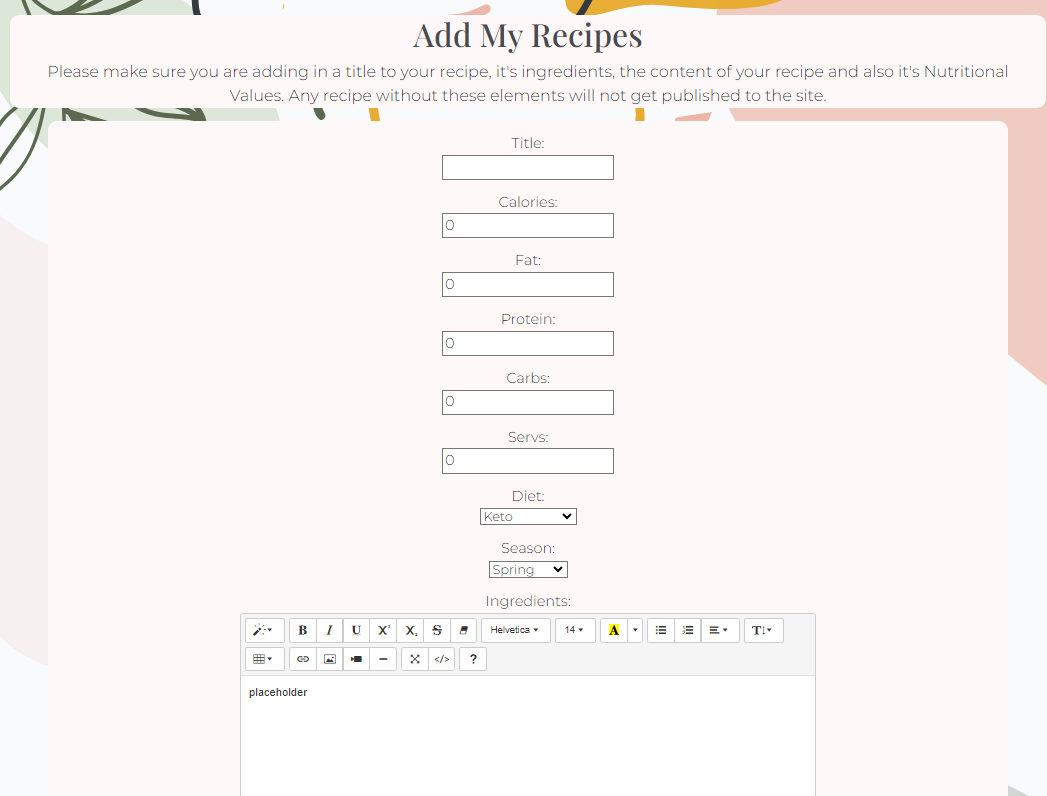 Add My Recipes
Please make sure you are adding in a title to your recipe, it's ingredients, the content of your recipe and also it's Nutritional
Values. Any recipe without these elements will not get published to the site.
Title:
Calories:
0
Fat:
0
Protein:
0
Carbs:
0
Servs:
0
Diet:
Keto
Season:
Spring
Ingredients:
B I U X² X₂ S Helvetica 14 A T
</> ?
placeholder